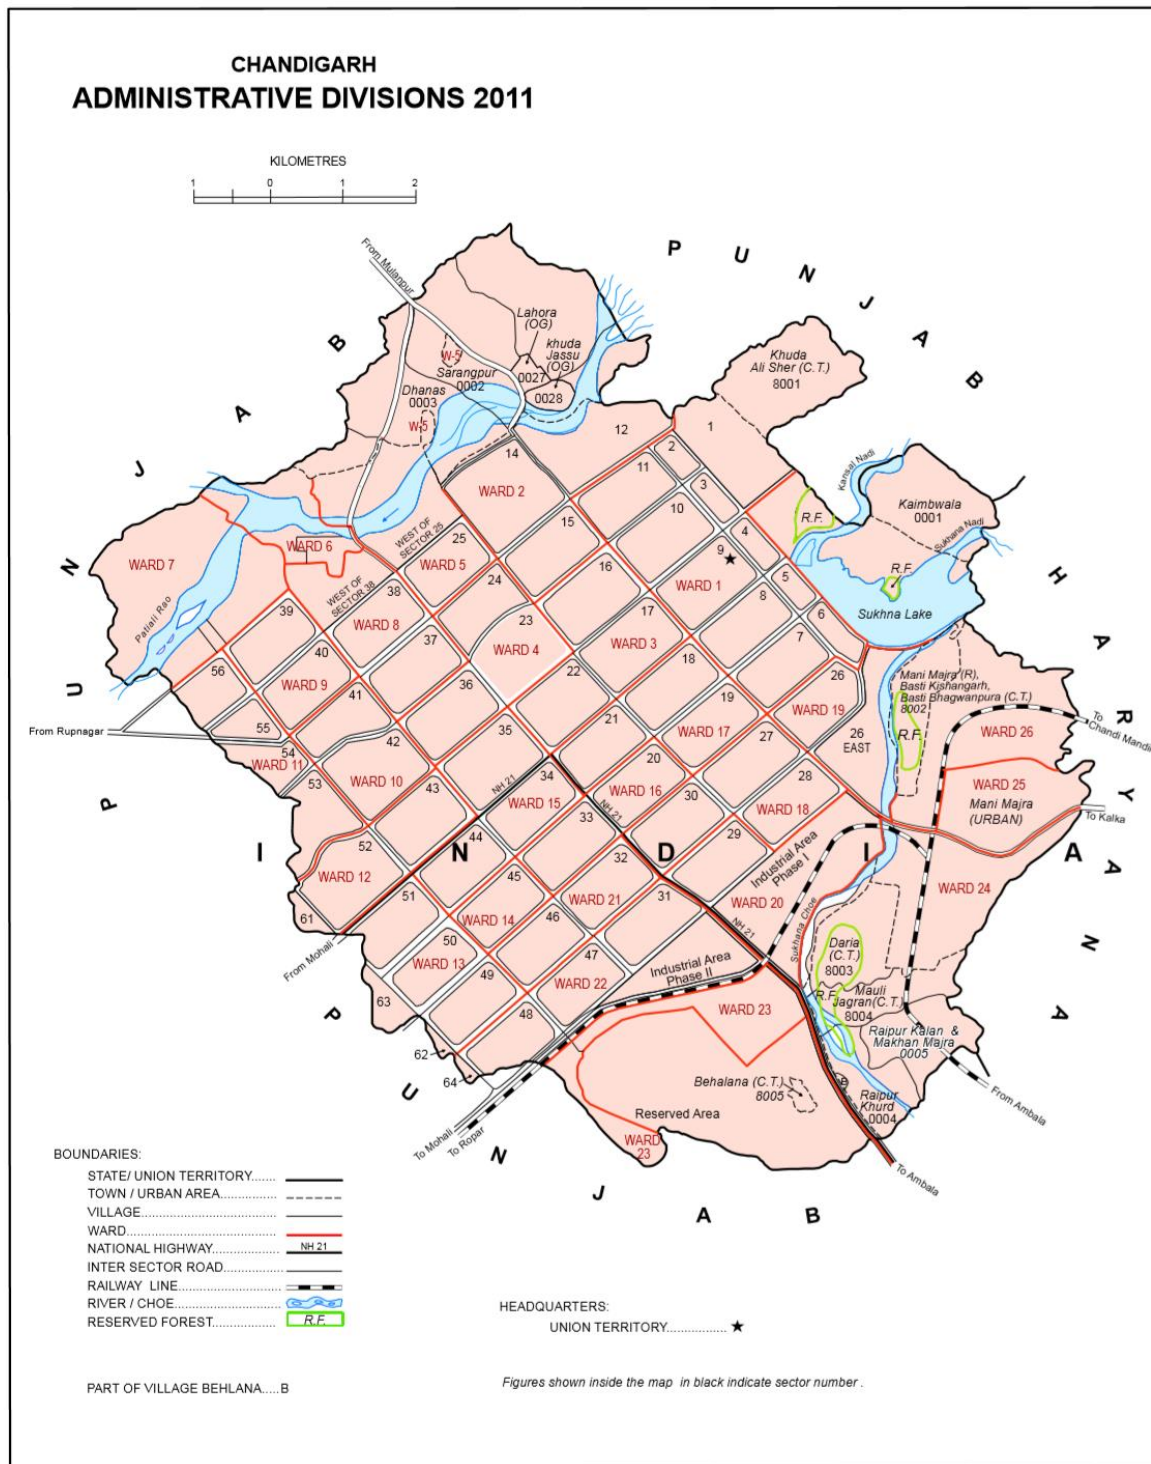 CHANDIGARH
ADMINISTRATIVE DIVISIONS 2011
KILOMETRES
1 0 1 2
P U N J A B
P U N J A B
H A R Y A N A
P U N J A B
I N D I A
From Mulanpur
Lahora
(OG)
0027
khuda
Jassu
(OG)
0028
W-5
Sarangpur
0002
Dhanas
0003
W-5
Khuda
Ali Sher (C.T.)
8001
Kansal Nadi
Kaimbwala
0001
Sukhana Nadi
R.F.
R.F.
Sukhna Lake
12
1
2
11
3
14
WARD 2
10
4
15
9
WEST OF
SECTOR 25
25
WARD 5
16
WARD 1
5
WARD 7
WARD 6
24
8
6
WEST OF
SECTOR 38
38
WARD 8
23
WARD 4
17
WARD 3
7
Patiali Rao
39
37
22
18
26
WARD 19
26
EAST
40
WARD 9
36
21
19
WARD 17
56
41
35
20
27
55
42
34
WARD 16
28
From Rupnagar
54
WARD 11
53
WARD 10
43
NH 21
WARD 15
NH 21
30
WARD 18
33
29
52
44
32
WARD 12
45
31
51
WARD 14
46
WARD 21
61
50
WARD 13
49
47
WARD 22
63
48
62
64
From Mohali
Mani Majra (R),
Basti Kishangarh,
Basti Bhagwanpura (C.T.)
8002
R.F.
WARD 26
To
Chandi Mandir
WARD 25
Mani Majra
(URBAN)
To Kalka
WARD 24
Industrial Area
Phase I
WARD 20
NH 21
Sukhana Choe
Industrial Area
Phase II
WARD 23
Daria
(C.T.)
8003
R.F.
Mauli
Jagran(C.T.)
8004
Raipur Kalan &
Makhan Majra
0005
From Ambala
Behalana (C.T.)
8005
B
Raipur
Khurd
0004
Reserved Area
WARD
23
To Mohali
To Ropar
To Ambala
BOUNDARIES:
STATE/ UNION TERRITORY.......
TOWN / URBAN AREA................
VILLAGE.......................................
WARD...........................................
NATIONAL HIGHWAY.................. NH 21
INTER SECTOR ROAD................
RAILWAY LINE.............................
RIVER / CHOE..............................
RESERVED FOREST.................. R.F.
PART OF VILLAGE BEHLANA.....B
HEADQUARTERS:
UNION TERRITORY................ ★
Figures shown inside the map in black indicate sector number .